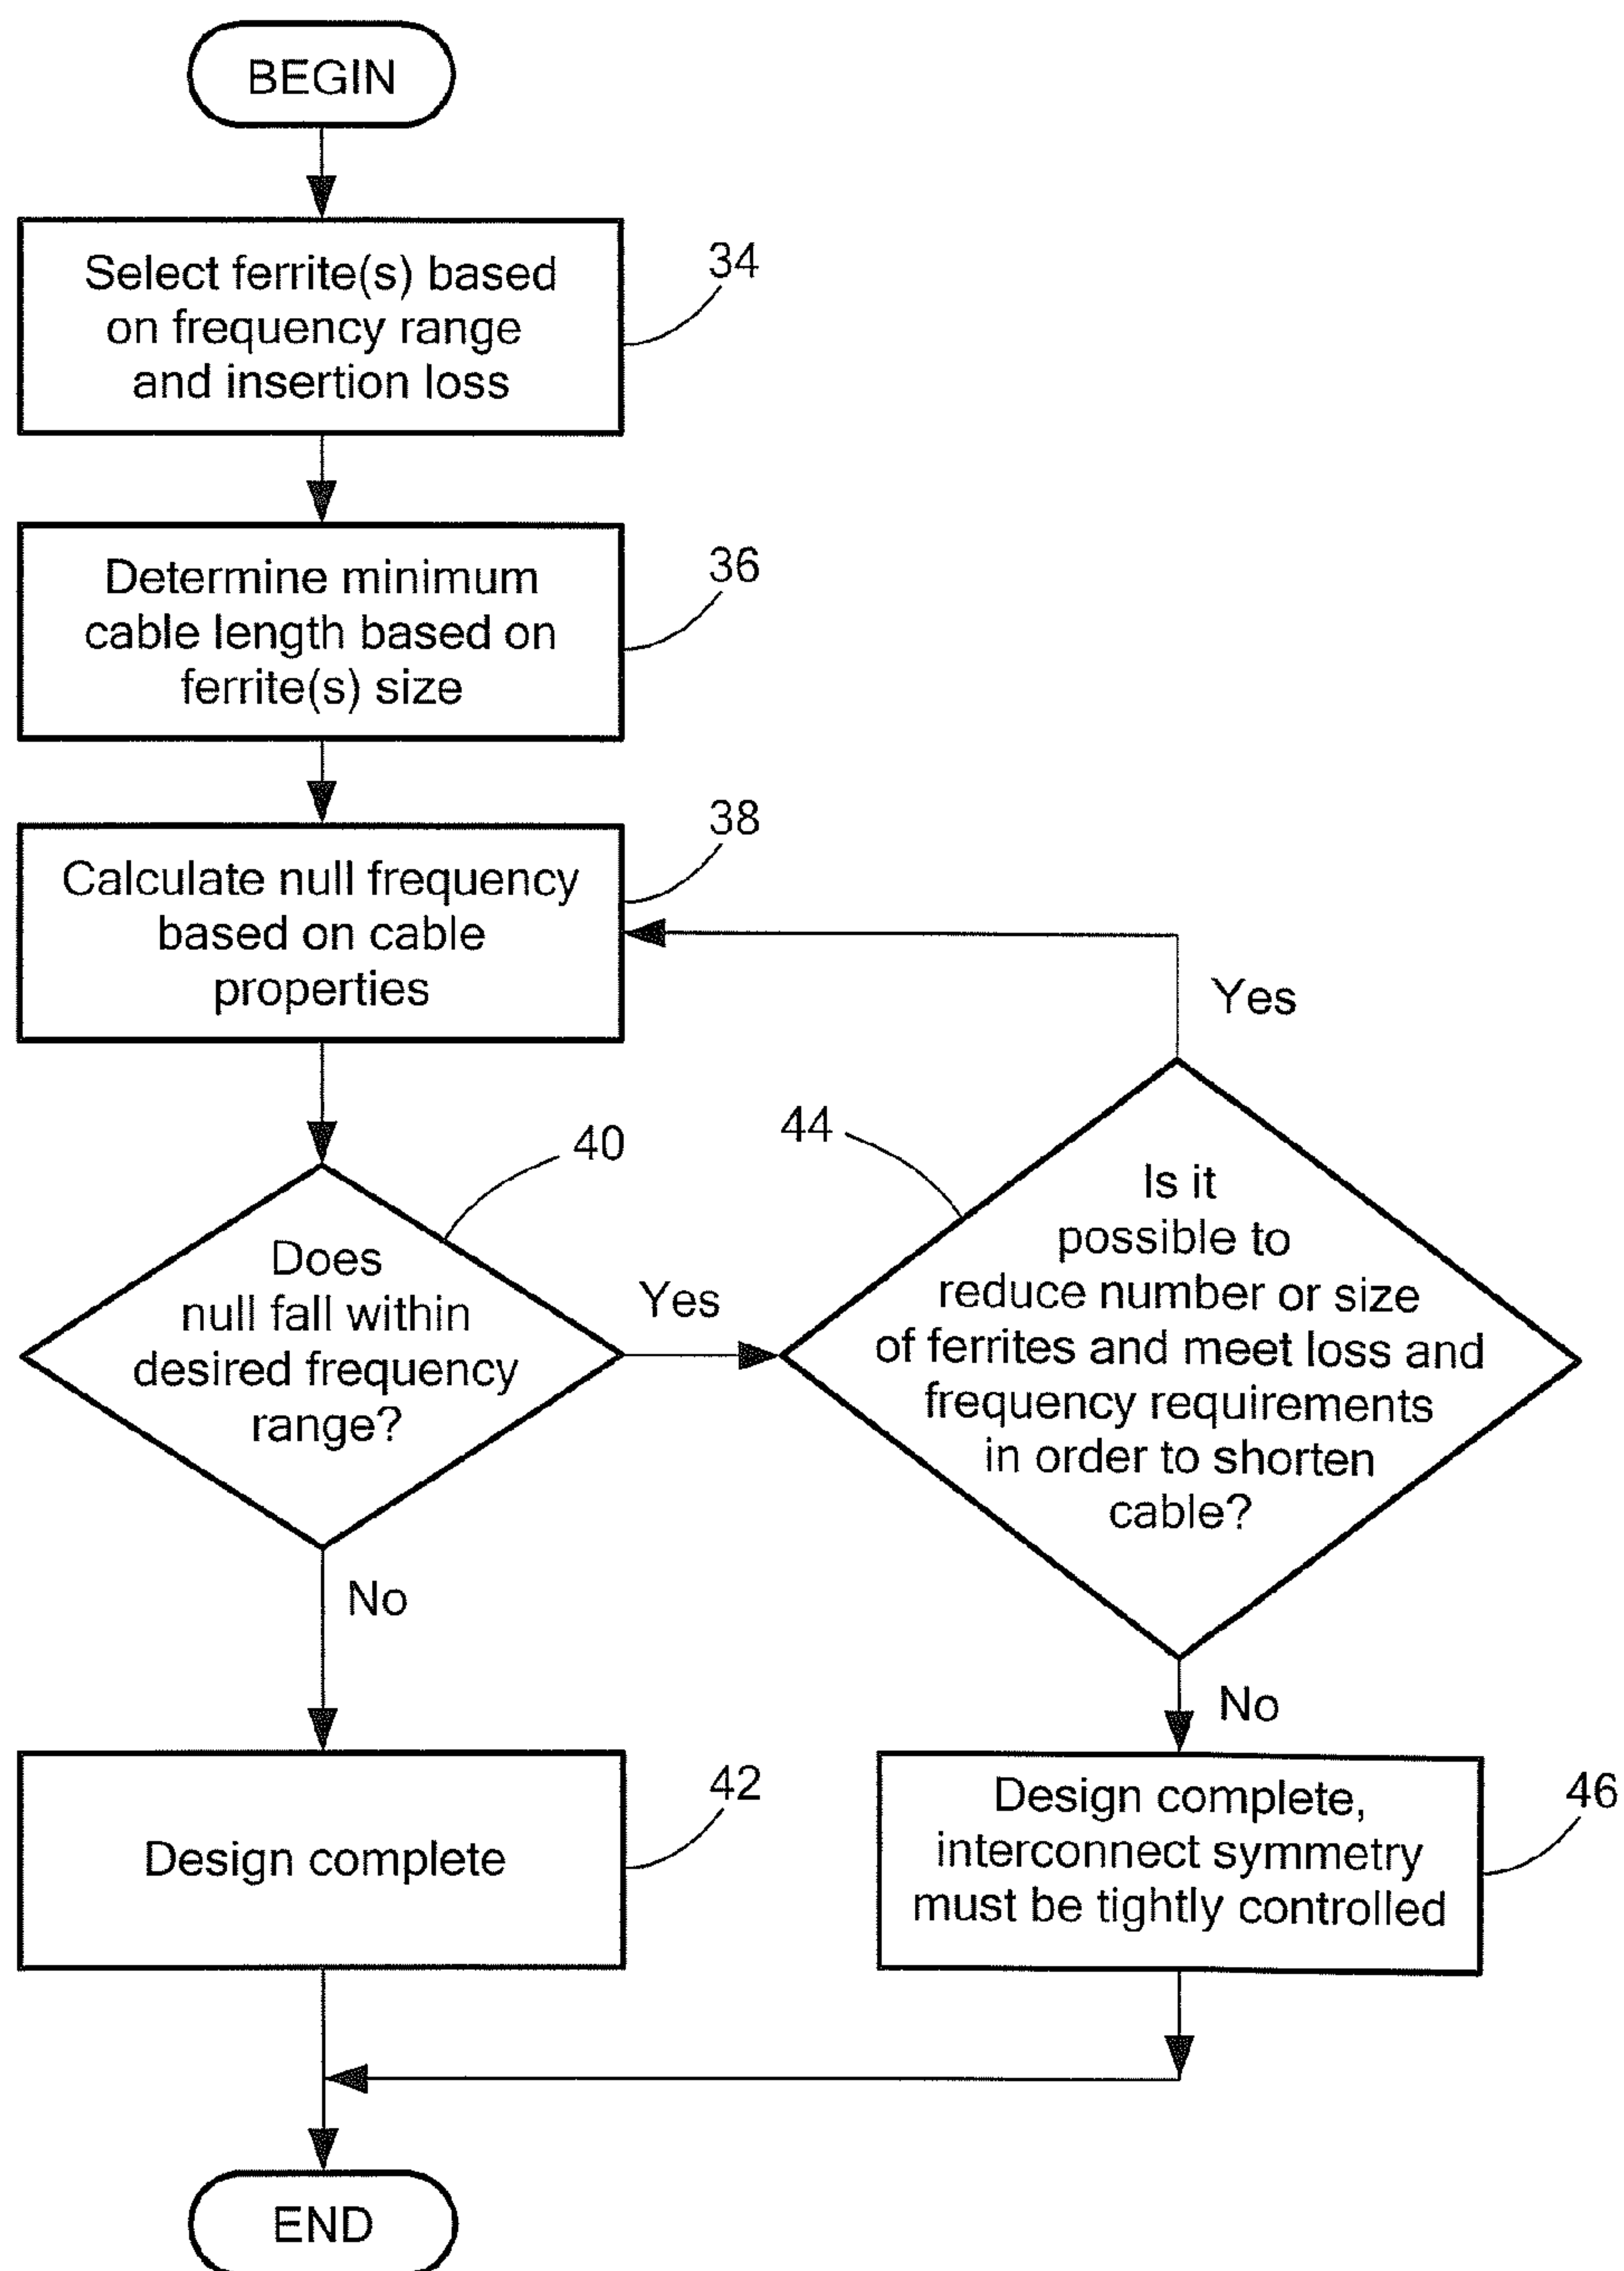 BEGIN
Select ferrite(s) based
on frequency range
and insertion loss
34
Determine minimum
cable length based on
ferrite(s) size
36
Calculate null frequency
based on cable
properties
38
Yes
Does
null fall within
desired frequency
range?
40
Yes
44
Is it
possible to
reduce number or size
of ferrites and meet loss and
frequency requirements
in order to shorten
cable?
No
No
Design complete
42
Design complete,
interconnect symmetry
must be tightly controlled
46
END